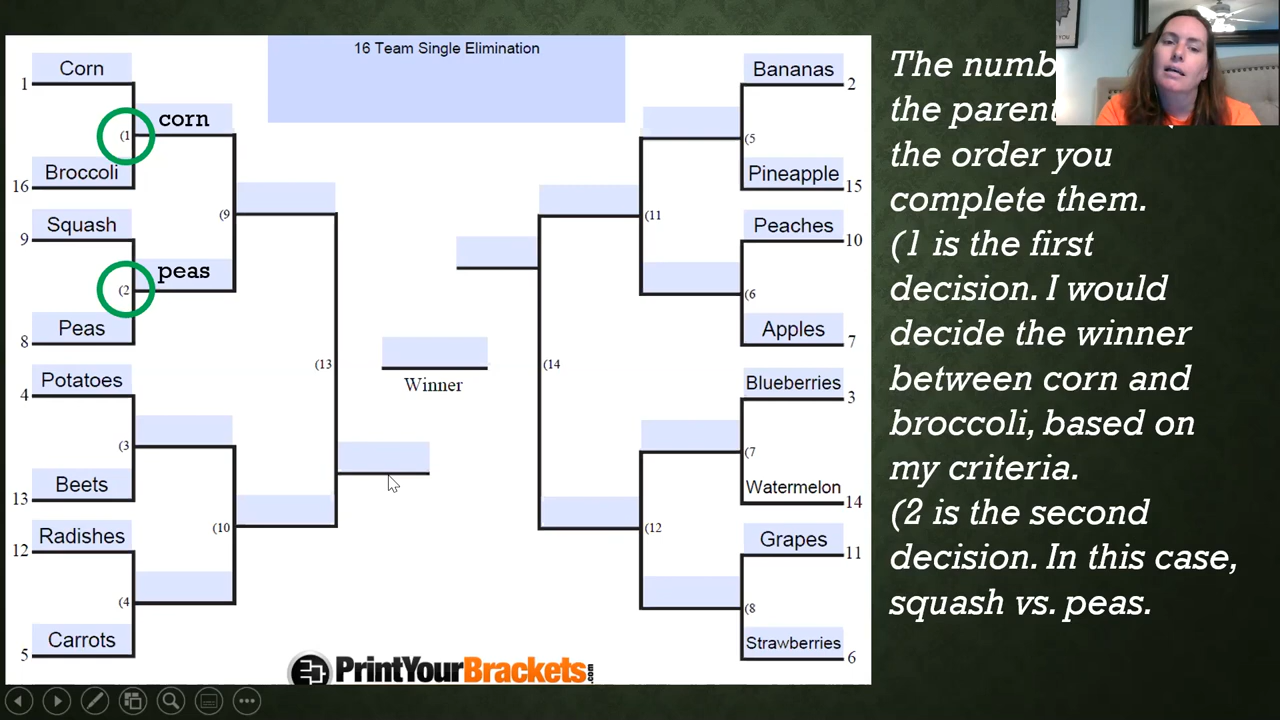 16 Team Single Elimination
Corn
1
(1
corn
Broccoli
16
Squash
9
(9
(2
peas
Peas
8
Potatoes
4
(13
(3
Beets
13
Radishes
12
(10
(4
Carrots
5
Winner
Bananas
2
(5
Pineapple
15
(11
Peaches
10
(6
Apples
7
(14
Blueberries
3
(7
Watermelon
14
(12
Grapes
11
(8
Strawberries
6
PrintYourBrackets.com
The
the
the order you
complete them.
(1 is the first
decision. I would
decide the winner
between corn and
broccoli, based on
my criteria.
(2 is the second
decision. In this case,
squash vs. peas.